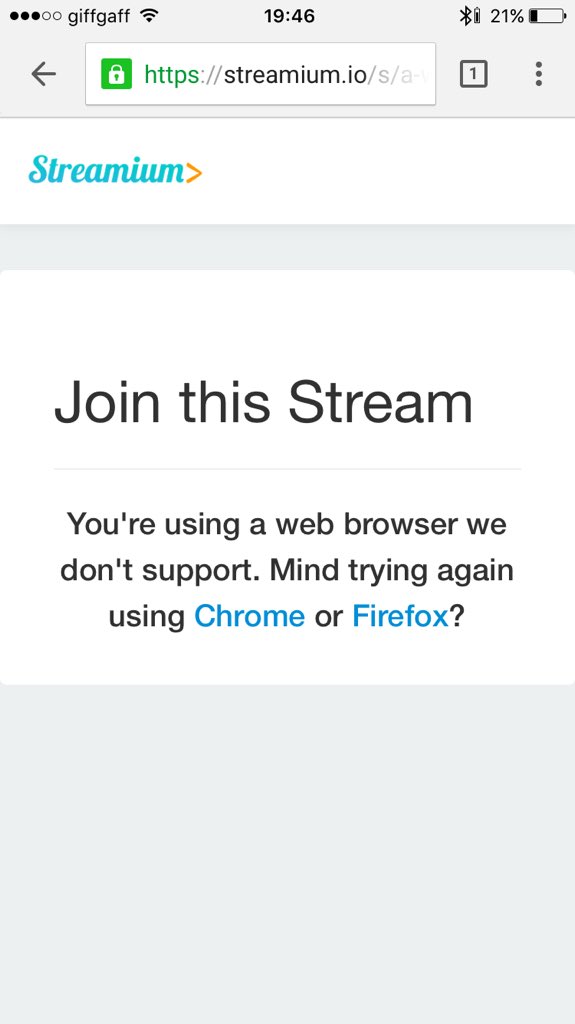 giffgaff 19:46 21%
https://streamium.io/s/a-
1
Streamium>
Join this Stream
You're using a web browser we
don't support. Mind trying again
using Chrome or Firefox?